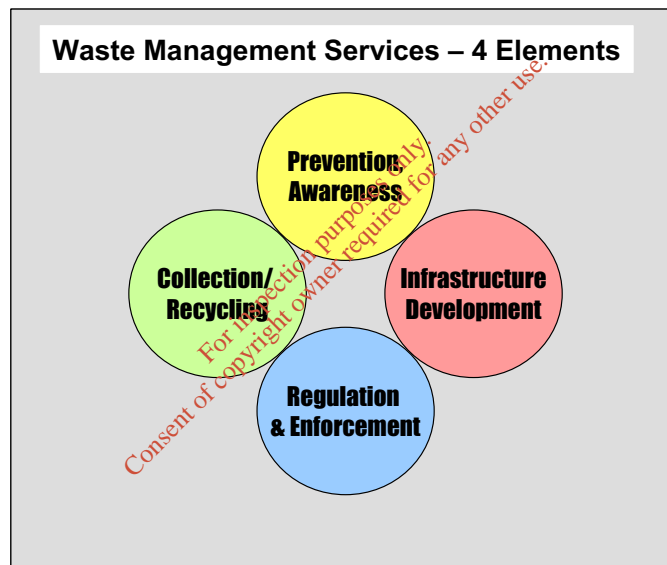 Waste Management Services – 4 Elements
Prevention,
Awareness
Collection/
Recycling
Infrastructure
Development
Regulation
& Enforcement
For inspection purposes only.
Consent of copyright owner required for any other use.